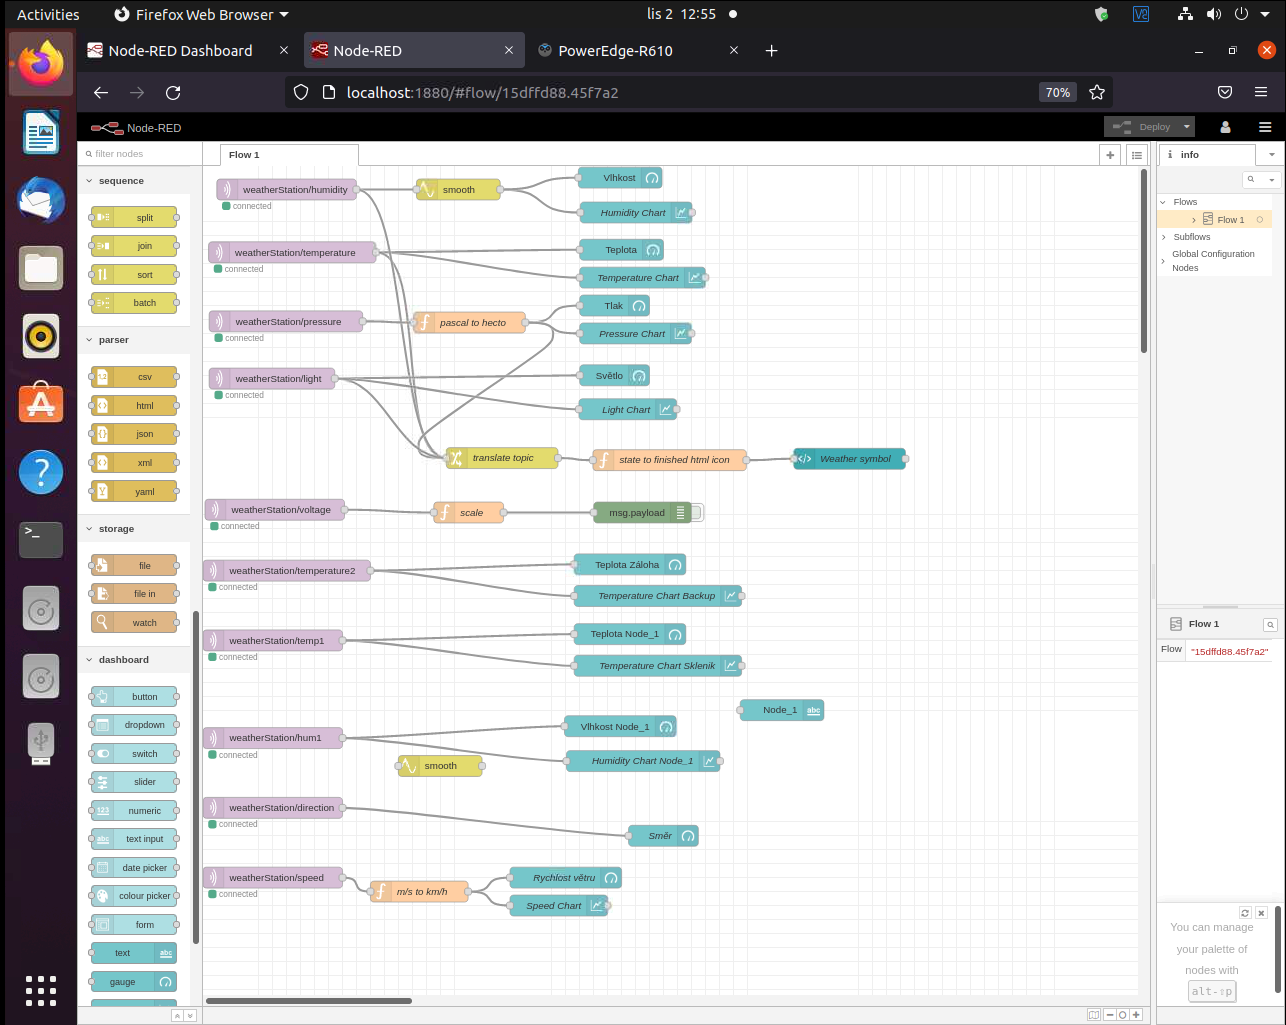 Activities
Firefox Web Browser
lis 2 12:55
Node-RED Dashboard
Node-RED
PowerEdge-R610
localhost:1880/#flow/15dffd88.45f7a2
70%
Node-RED
Deploy
filter nodes
Flow 1
info
sequence
split
join
sort
batch
parser
csv
html
json
xml
yaml
storage
file
file in
watch
dashboard
button
dropdown
switch
slider
numeric
text input
date picker
colour picker
form
text
gauge
weatherStation/humidity
connected
smooth
Vlhkost
Humidity Chart
weatherStation/temperature
connected
Teplota
Temperature Chart
weatherStation/pressure
connected
pascal to hecto
Tlak
Pressure Chart
weatherStation/light
connected
Světlo
Light Chart
translate topic
state to finished html icon
Weather symbol
weatherStation/voltage
connected
scale
msg.payload
weatherStation/temperature2
connected
Teplota Záloha
Temperature Chart Backup
weatherStation/temp1
connected
Teplota Node_1
Temperature Chart Sklenik
Node_1
weatherStation/hum1
connected
Vlhkost Node_1
Humidity Chart Node_1
smooth
weatherStation/direction
connected
Směr
weatherStation/speed
connected
m/s to km/h
Rychlost větru
Speed Chart
Flows
Flow 1
Subflows
Global Configuration
Nodes
Flow 1
Flow
"15dffd88.45f7a2"
You can manage
your palette of
nodes with
alt-⇧p